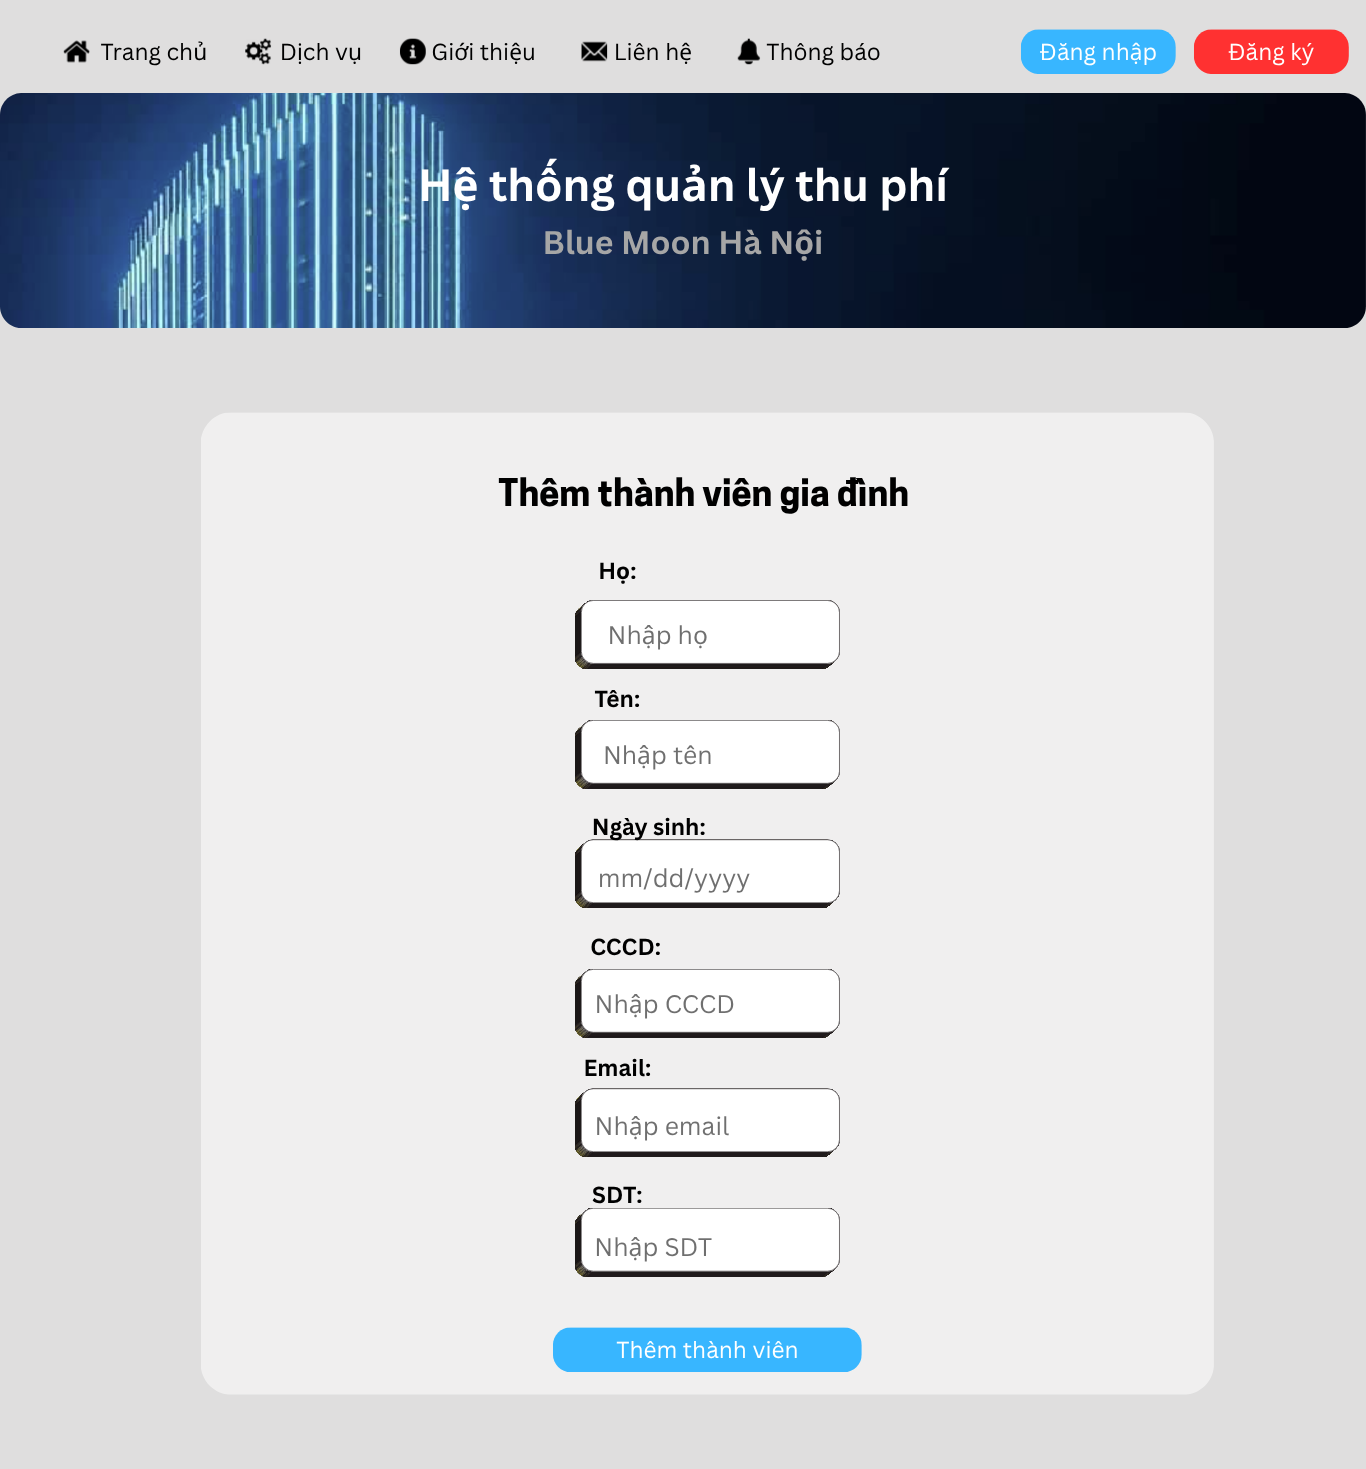 Trang chủ Dịch vụ Giới thiệu Liên hệ Thông báo Đăng nhập Đăng ký
Hệ thống quản lý thu phí
Blue Moon Hà Nội
Thêm thành viên gia đình
Họ:
Nhập họ
Tên:
Nhập tên
Ngày sinh:
mm/dd/yyyy
CCCD:
Nhập CCCD
Email:
Nhập email
SDT:
Nhập SDT
Thêm thành viên